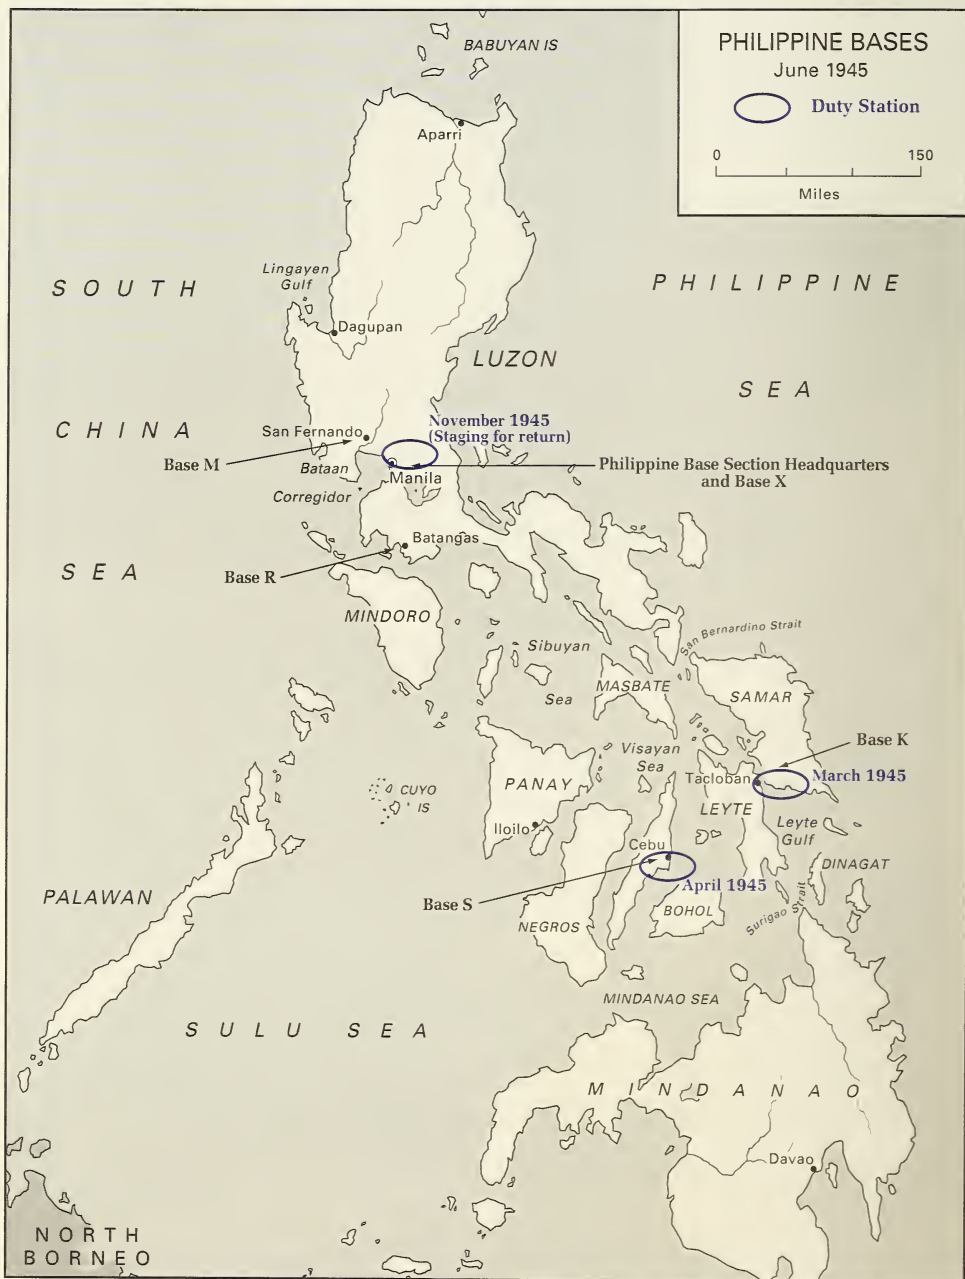 PHILIPPINE BASES
June 1945
Duty Station
0 150
Miles
BABUYAN IS
Aparri
Lingayen
Gulf
SOUTH
PHILIPPINE
Dagupan
LUZON
SEA
CHINA
November 1945
(Staging for return)
San Fernando
Base M
Bataan
Philippine Base Section Headquarters
and Base X
Manila
Corregidor
Batangas
SEA
Base R
MINDORO
San Bernardino Strait
Sibuyan
Sea
MASBATE
SAMAR
Base K
Visayan
Sea
Tacloban
March 1945
PANAY
CUYO
IS
LEYTE
Leyte
Gulf
Iloilo
Cebu
DINAGAT
PALAWAN
April 1945
Base S
BOHOL
Surigao Strait
NEGROS
MINDANAO SEA
SULU SEA
MINDANAO
Davao
NORTH
BORNEO